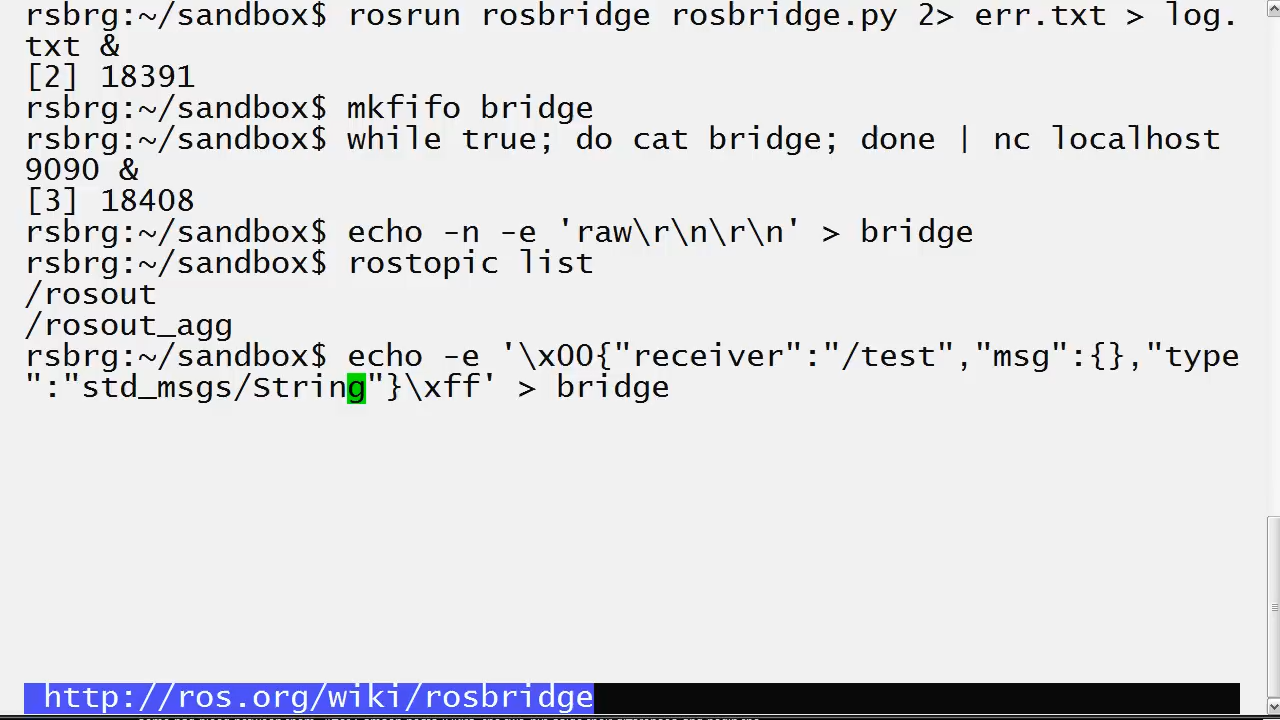 rsbrg:~/sandbox$ rosrun rosbridge rosbridge.py 2> err.txt > log.
txt &
[2] 18391
rsbrg:~/sandbox$ mkfifo bridge
rsbrg:~/sandbox$ while true; do cat bridge; done | nc localhost
9090 &
[3] 18408
rsbrg:~/sandbox$ echo -n -e 'raw\r\n\r\n' > bridge
rsbrg:~/sandbox$ rostopic list
/rosout
/rosout_agg
rsbrg:~/sandbox$ echo -e '\x00{"receiver":"/test","msg":{},"type
":"std_msgs/String"}\xff' > bridge
http://ros.org/wiki/rosbridge